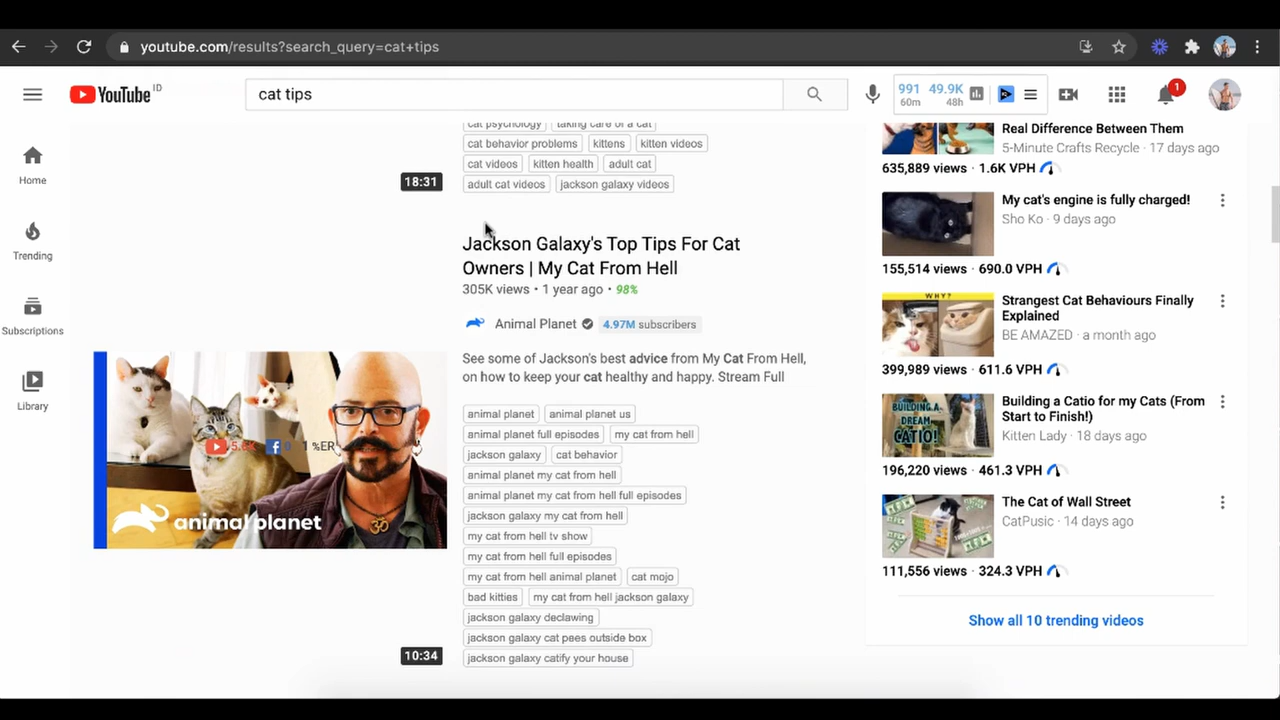 youtube.com/results?search_query=cat+tips
YouTube ID
cat tips
991 49.9K
60m 48h
1
Home
Trending
Subscriptions
Library
cat psychology taking care of a cat
cat behavior problems kittens kitten videos
cat videos kitten health adult cat
adult cat videos jackson galaxy videos
18:31
Jackson Galaxy's Top Tips For Cat
Owners | My Cat From Hell
305K views • 1 year ago • 98%
Animal Planet 4.97M subscribers
See some of Jackson's best advice from My Cat From Hell,
on how to keep your cat healthy and happy. Stream Full
animal planet animal planet us
animal planet full episodes my cat from hell
jackson galaxy cat behavior
animal planet my cat from hell
animal planet my cat from hell full episodes
jackson galaxy my cat from hell
my cat from hell tv show
my cat from hell full episodes
my cat from hell animal planet cat mojo
bad kitties my cat from hell jackson galaxy
jackson galaxy declawing
jackson galaxy cat pees outside box
jackson galaxy catify your house
1 %ER
animal planet
10:34
Real Difference Between Them
5-Minute Crafts Recycle · 17 days ago
635,889 views · 1.6K VPH
My cat's engine is fully charged!
Sho Ko · 9 days ago
155,514 views · 690.0 VPH
WHY?
Strangest Cat Behaviours Finally
Explained
BE AMAZED · a month ago
399,989 views · 611.6 VPH
BUILDING A
DREAM
CATIO!
Building a Catio for my Cats (From
Start to Finish!)
Kitten Lady · 18 days ago
196,220 views · 461.3 VPH
The Cat of Wall Street
CatPusic · 14 days ago
111,556 views · 324.3 VPH
Show all 10 trending videos